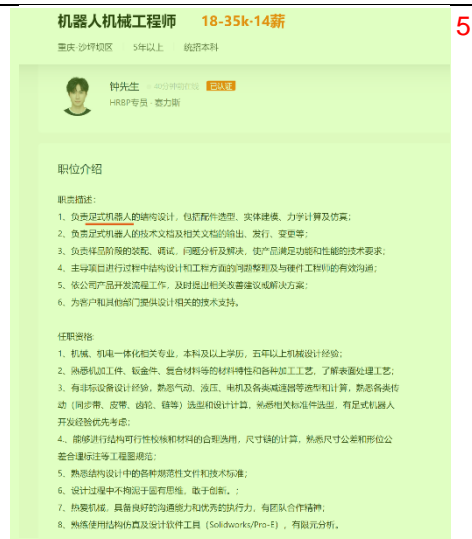 机器人机械工程师 18-35k·14薪
5
重庆·沙坪坝区 5年以上 统招本科
钟先生 40分钟前在线 已认证
HRBP专员·赛力斯
职位介绍
职责描述：
1、负责足式机器人的结构设计，包括配件选型、实体建模、力学计算及仿真；
2、负责足式机器人的技术文档及相关文档的输出、发行、变更等；
3、负责样品阶段的装配、调试，问题分析及解决，使产品满足功能和性能的技术要求；
4、主导项目进行过程中结构设计和工程方面的问题整理及与硬件工程师的有效沟通；
5、依公司产品开发流程工作，及时提出相关改善建议或解决方案；
6、为客户和其他部门提供设计相关的技术支持。
任职资格：
1、机械、机电一体化相关专业，本科及以上学历，五年以上机械设计经验；
2、熟悉机加工件、钣金件、复合材料等的材料特性和各种加工工艺，了解表面处理工艺；
3、有非标设备设计经验，熟悉气动、液压、电机及各类减速器等选型和计算，熟悉各类传
动（同步带、皮带、齿轮、链等）选型和设计计算，熟悉相关标准件选型，有足式机器人
开发经验优先考虑；
4.、能够进行结构可行性校核和材料的合理选用，尺寸链的计算，熟悉尺寸公差和形位公
差合理标注等工程图规范；
5、熟悉结构设计中的各种规范性文件和技术标准；
6、设计过程中不拘泥于固有思维，敢于创新。；
7、热爱机械，具备良好的沟通能力和优秀的执行力，有团队合作精神；
8、熟练使用结构仿真及设计软件工具（Solidworks/Pro-E），有限元分析。